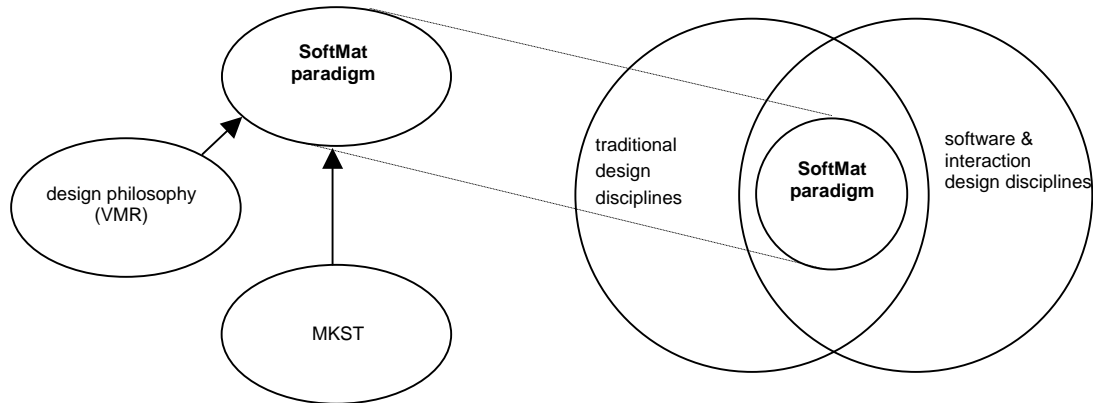 SoftMat
paradigm
design philosophy
(VMR)
MKST
traditional
design
disciplines
SoftMat
paradigm
software &
interaction
design disciplines